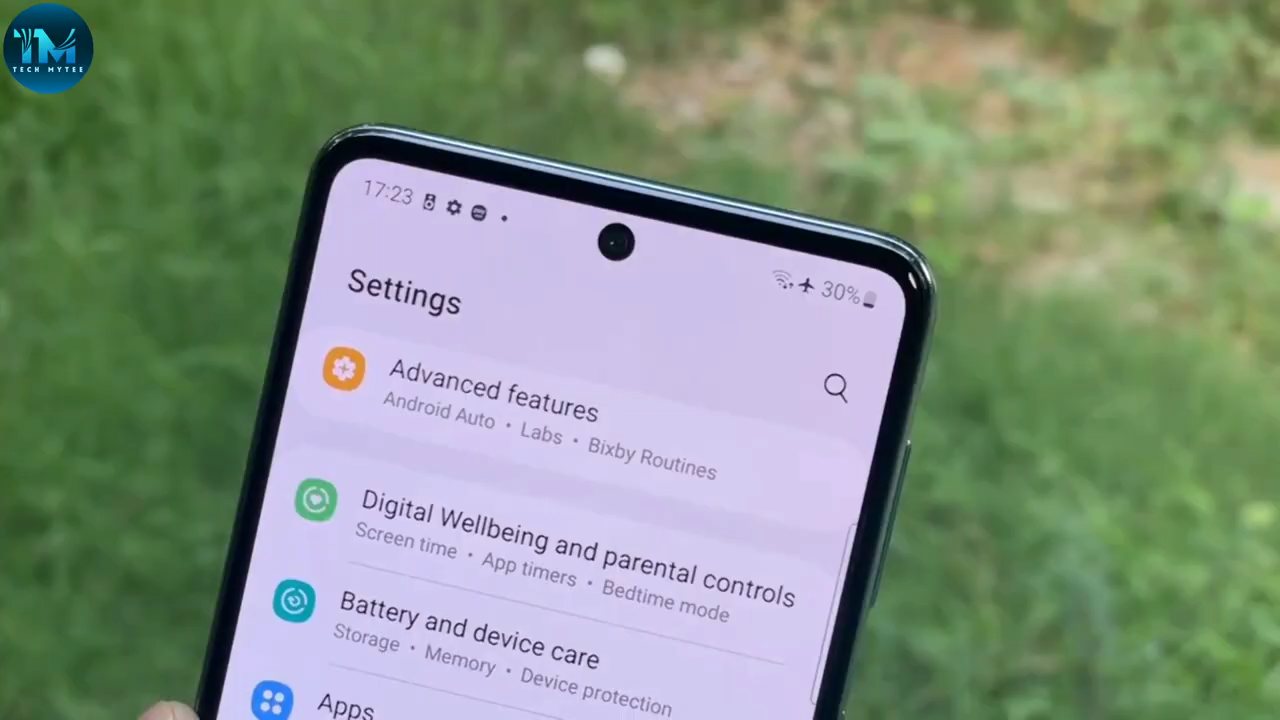 TM
TECH MYTEE
17:23
30%
Settings
Advanced features
Android Auto • Labs • Bixby Routines
Digital Wellbeing and parental controls
Screen time • App timers • Bedtime mode
Battery and device care
Storage • Memory • Device protection
Apps